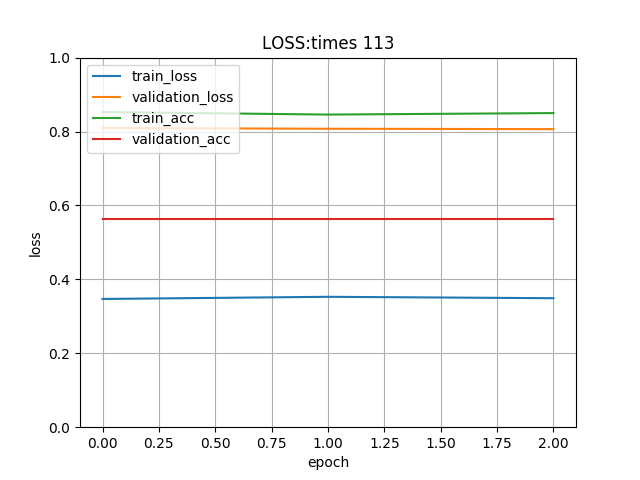 LOSS:times 113
1.0
0.8
0.6
0.4
0.2
0.0
loss
train_loss
validation_loss
train_acc
validation_acc
0.00 0.25 0.50 0.75 1.00 1.25 1.50 1.75 2.00
epoch